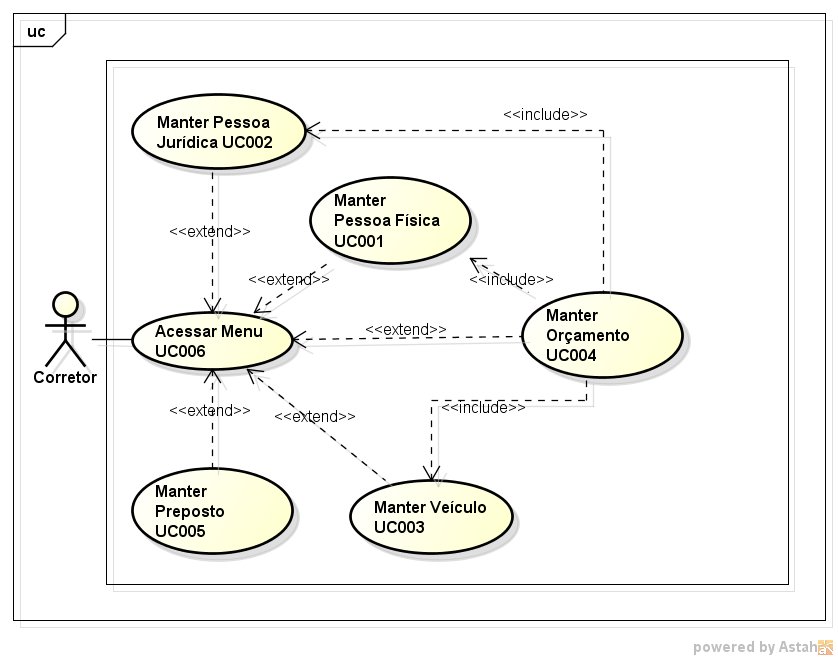 uc
<<include>>
Manter Pessoa
Jurídica UC002
Manter
Pessoa Física
UC001
<<extend>>
<<extend>>
<<include>>
Manter
Orçamento
UC004
Acessar Menu
UC006
<<extend>>
Corretor
<<extend>>
<<extend>>
<<include>>
Manter
Preposto
UC005
Manter Veículo
UC003
powered by Astah